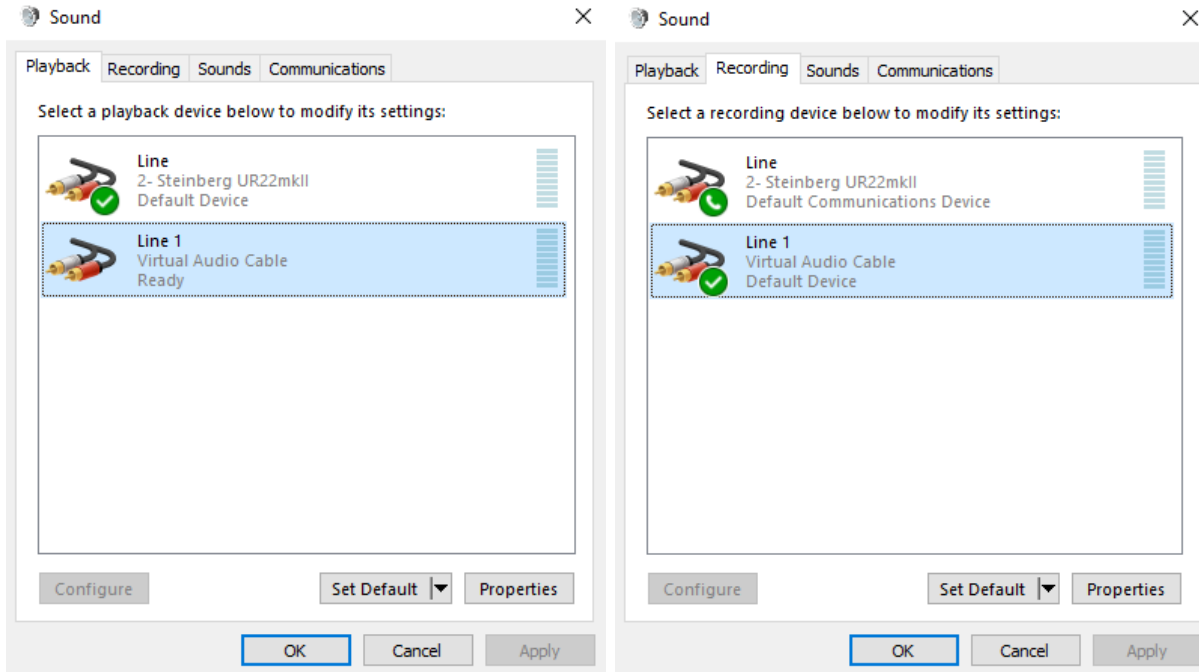 Sound
Playback Recording Sounds Communications
Select a playback device below to modify its settings:
Line
2- Steinberg UR22mkII
Default Device
Line 1
Virtual Audio Cable
Ready
Configure Set Default Properties
OK Cancel Apply
Sound
Playback Recording Sounds Communications
Select a recording device below to modify its settings:
Line
2- Steinberg UR22mkII
Default Communications Device
Line 1
Virtual Audio Cable
Default Device
Configure Set Default Properties
OK Cancel Apply